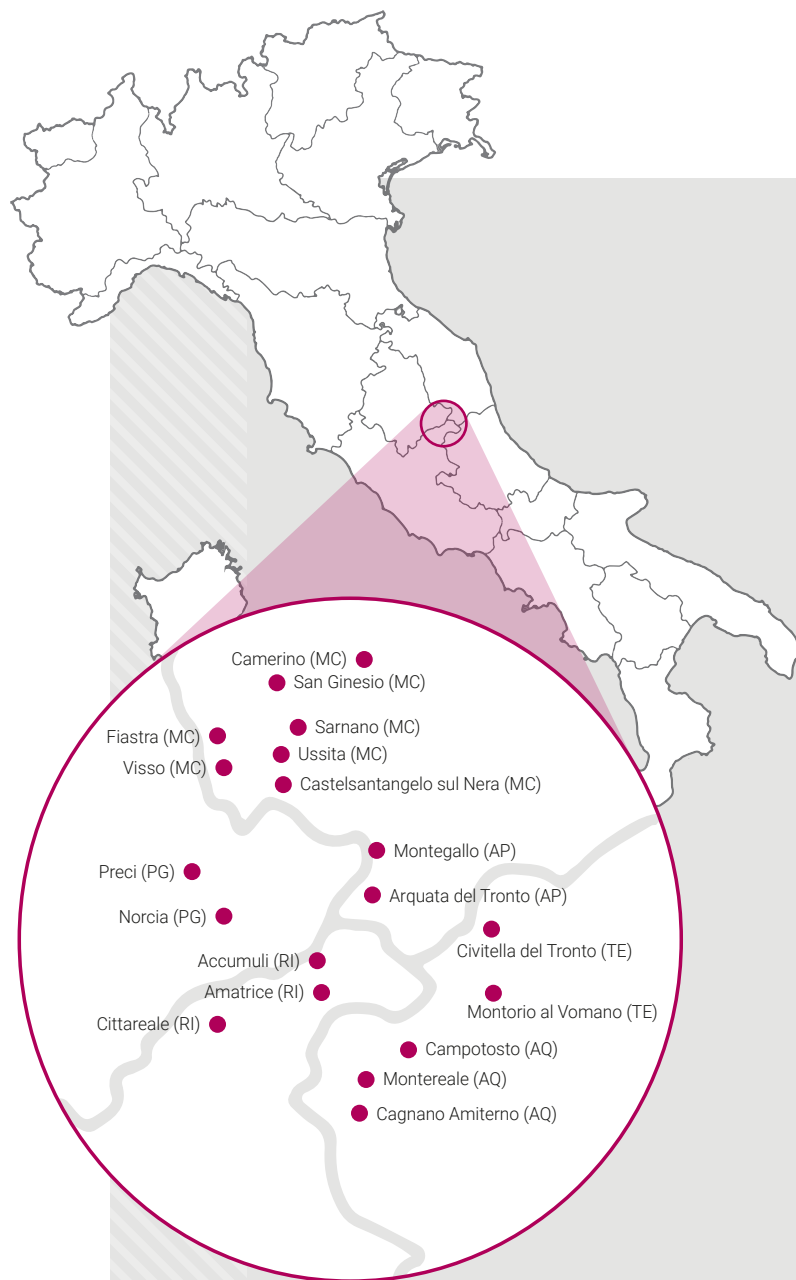 Camerino (MC)
San Ginesio (MC)
Sarnano (MC)
Fiastra (MC)
Ussita (MC)
Visso (MC)
Castelsantangelo sul Nera (MC)
Montegallo (AP)
Preci (PG)
Arquata del Tronto (AP)
Norcia (PG)
Civitella del Tronto (TE)
Accumuli (RI)
Amatrice (RI)
Montorio al Vomano (TE)
Cittareale (RI)
Campotosto (AQ)
Montereale (AQ)
Cagnano Amiterno (AQ)